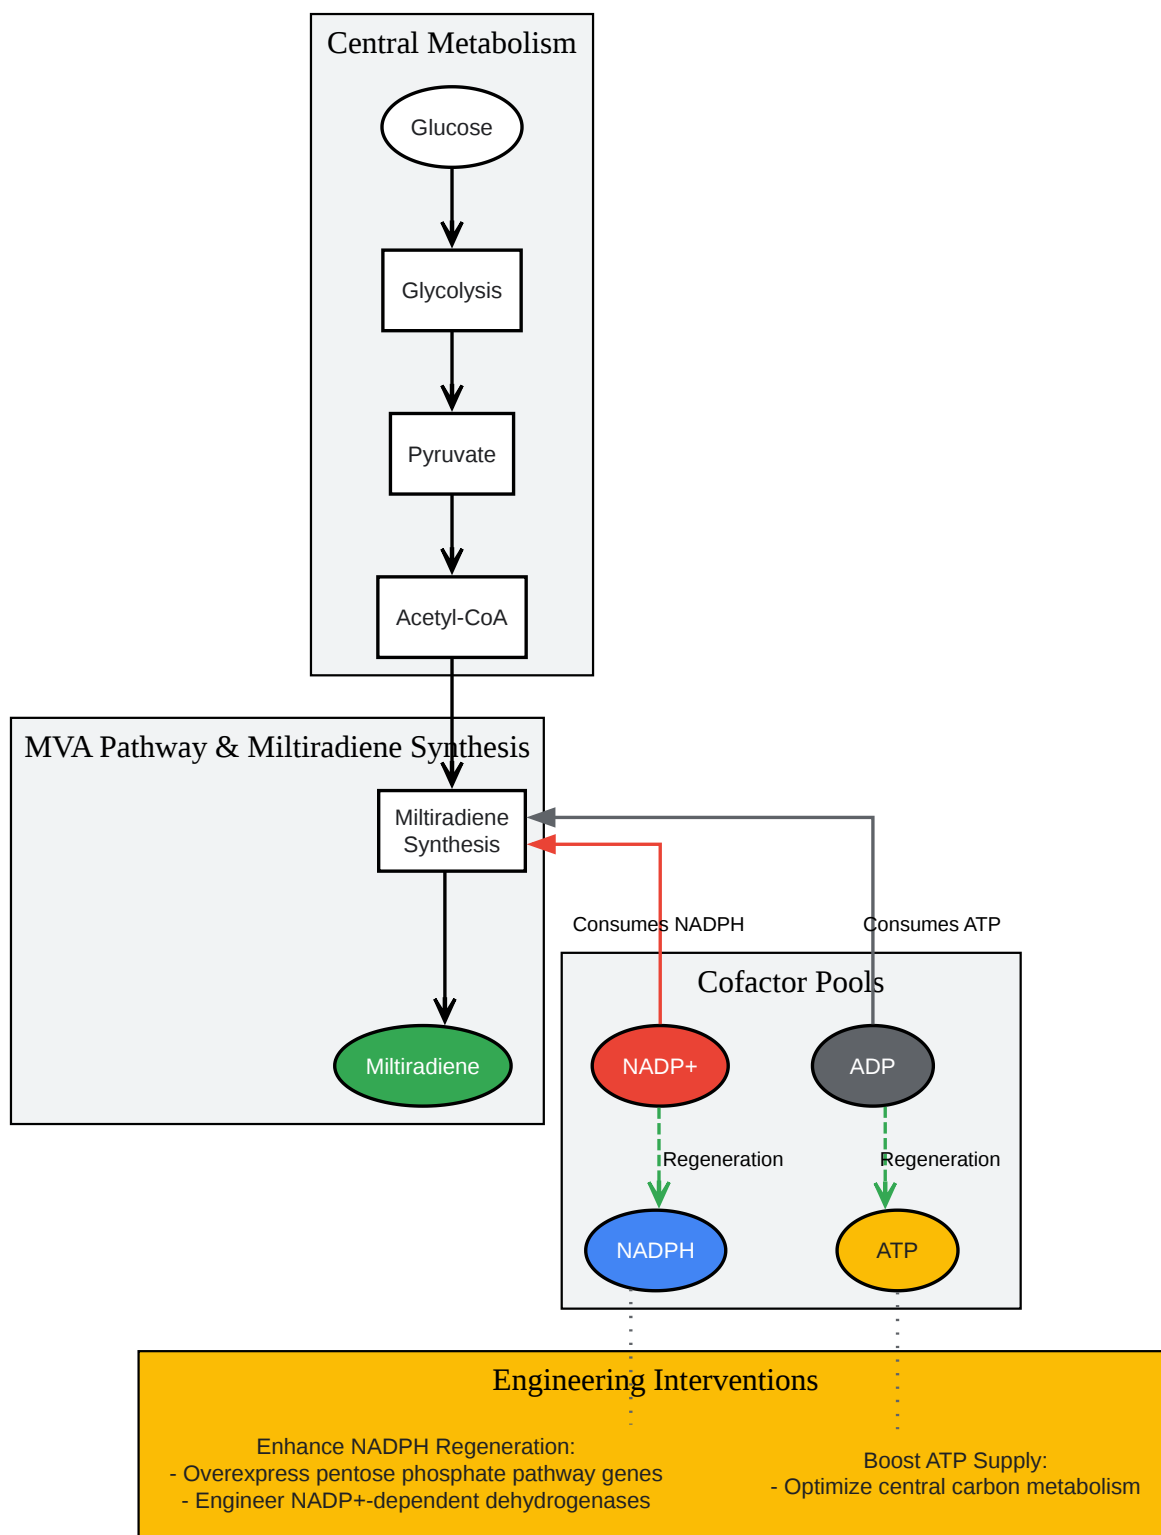 Central Metabolism
Glucose
Glycolysis
Pyruvate
Acetyl-CoA
MVA Pathway & Miltiradiene Synthesis
Miltiradiene
Synthesis
Consumes NADPH
Consumes ATP
Cofactor Pools
Miltiradiene
NADP+
ADP
Regeneration
Regeneration
NADPH
ATP
Engineering Interventions
Enhance NADPH Regeneration:
- Overexpress pentose phosphate pathway genes
- Engineer NADP+-dependent dehydrogenases
Boost ATP Supply:
- Optimize central carbon metabolism